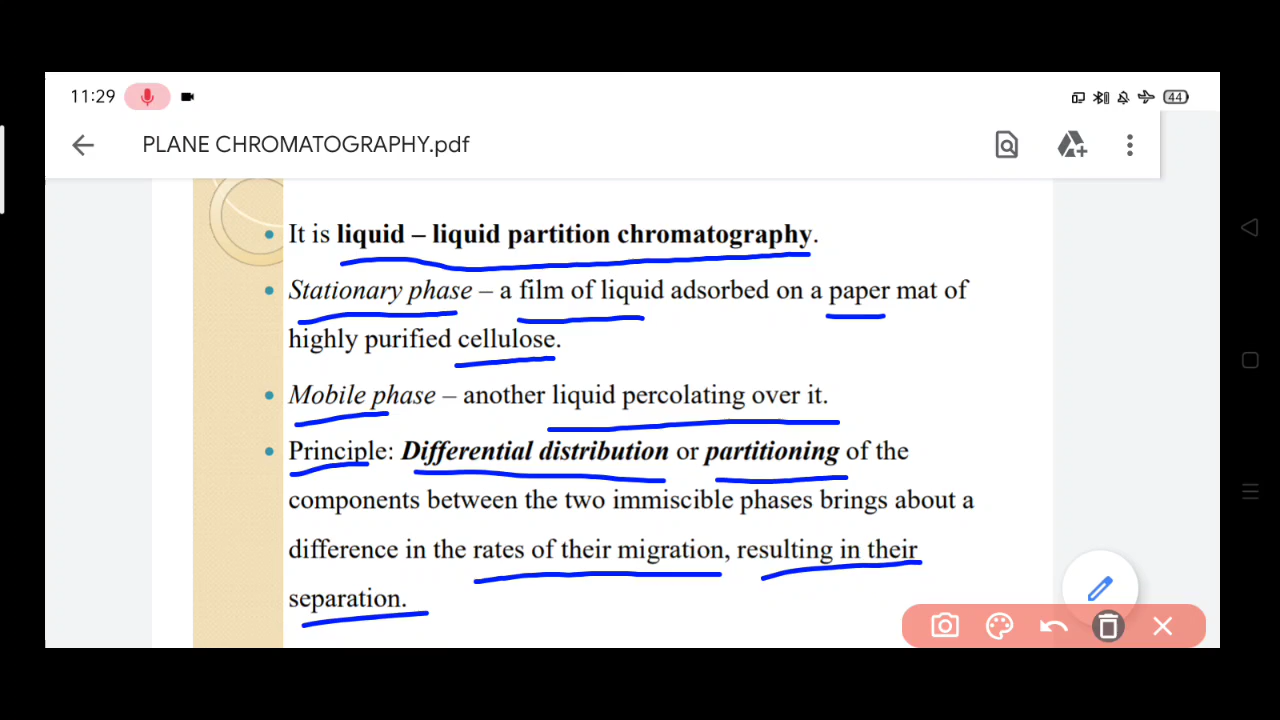 11:29
44
PLANE CHROMATOGRAPHY.pdf
It is liquid – liquid partition chromatography.
Stationary phase – a film of liquid adsorbed on a paper mat of
highly purified cellulose.
Mobile phase – another liquid percolating over it.
Principle: Differential distribution or partitioning of the
components between the two immiscible phases brings about a
difference in the rates of their migration, resulting in their
separation.